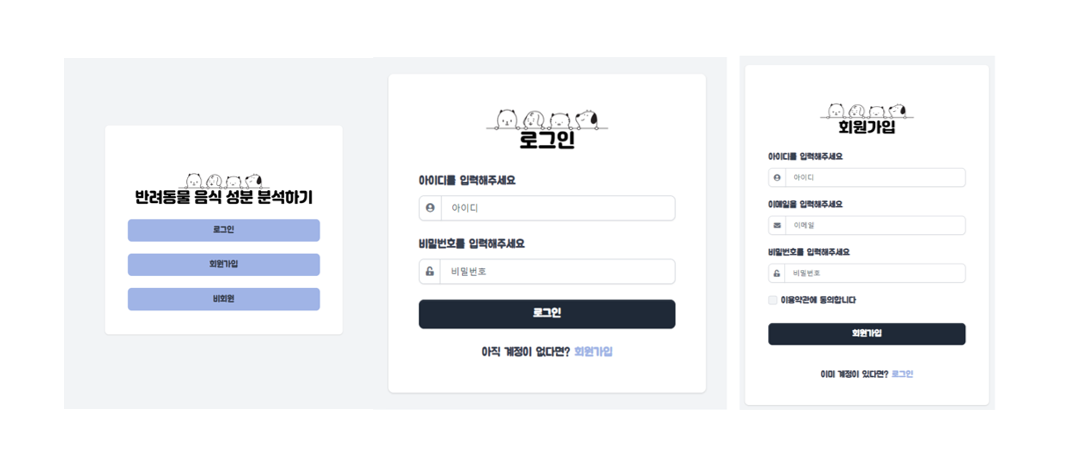 반려동물 음식 성분 분석하기
로그인
회원가입
비회원
로그인
아이디를 입력해주세요
아이디
비밀번호를 입력해주세요
비밀번호
로그인
아직 계정이 없다면? 회원가입
회원가입
아이디를 입력해주세요
아이디
이메일을 입력해주세요
이메일
비밀번호를 입력해주세요
비밀번호
이용약관에 동의합니다
회원가입
이미 계정이 있다면? 로그인